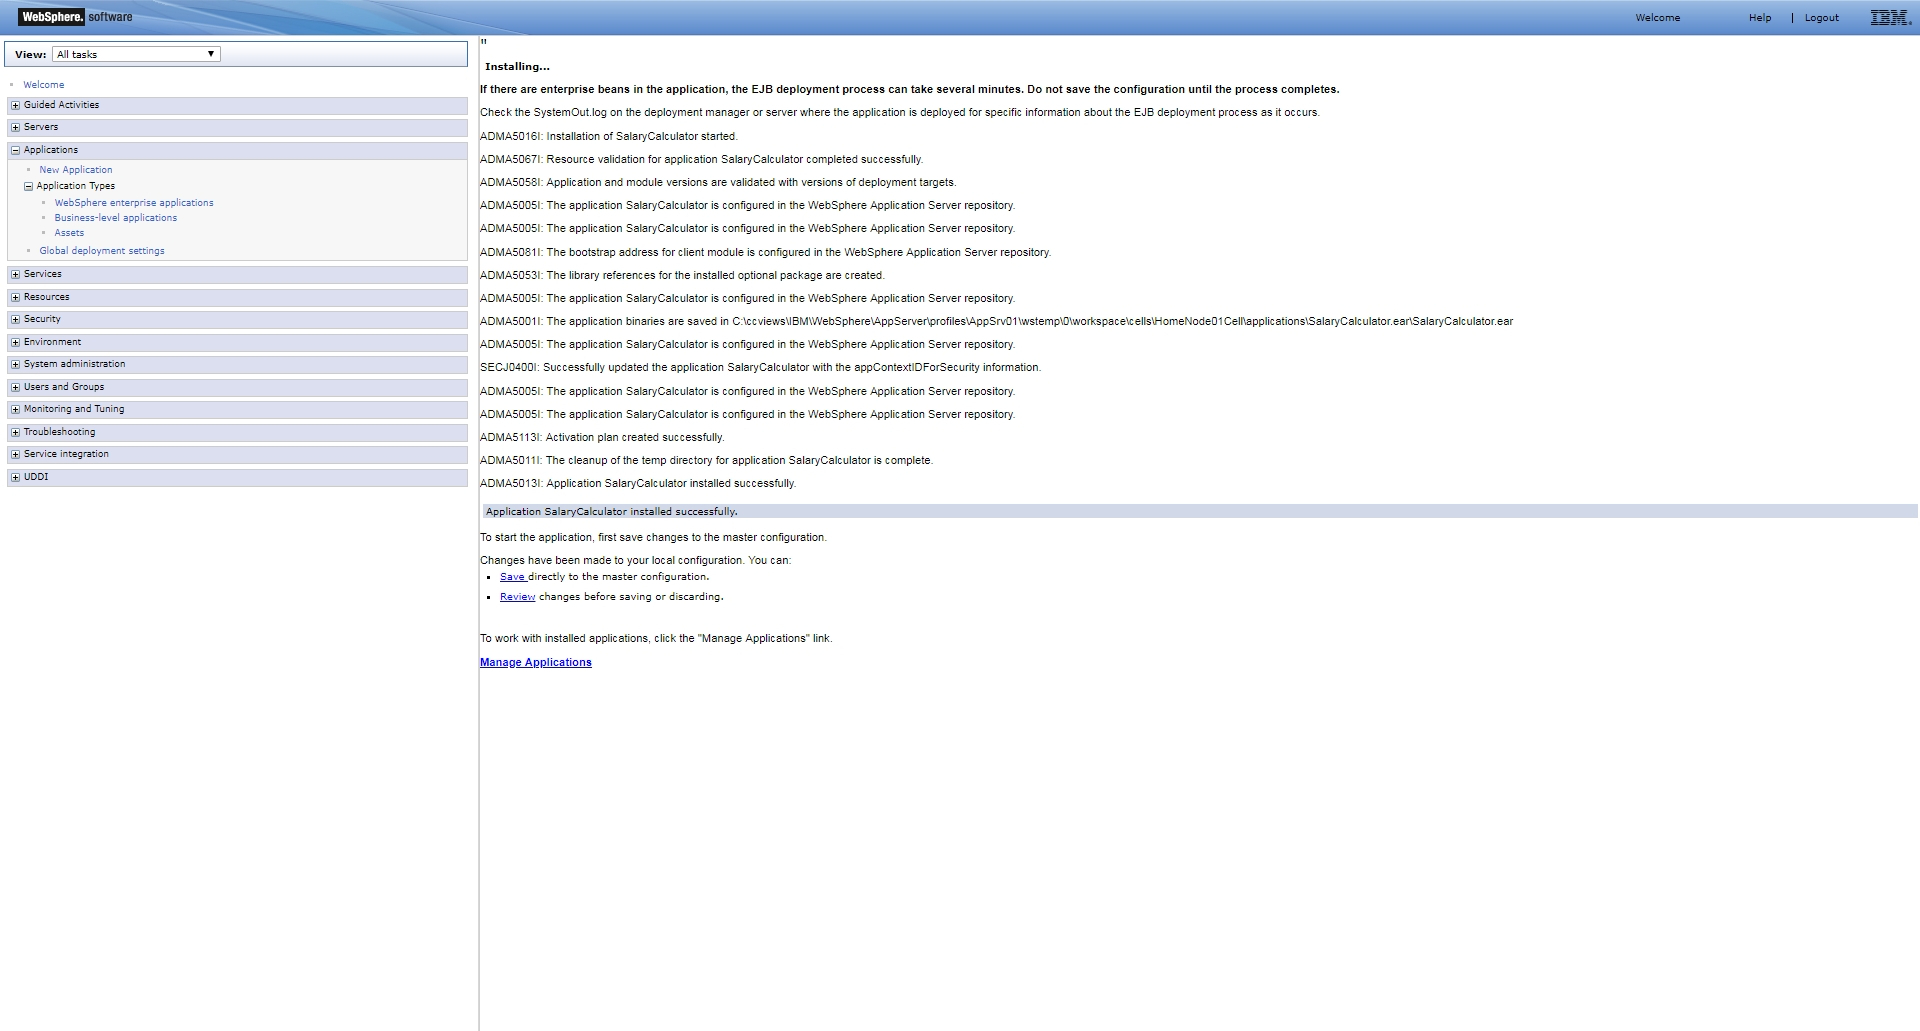 WebSphere. software
Welcome Help | Logout IBM.
View: All tasks
Welcome
Guided Activities
Servers
Applications
New Application
Application Types
WebSphere enterprise applications
Business-level applications
Assets
Global deployment settings
Services
Resources
Security
Environment
System administration
Users and Groups
Monitoring and Tuning
Troubleshooting
Service integration
UDDI
"
Installing...
If there are enterprise beans in the application, the EJB deployment process can take several minutes. Do not save the configuration until the process completes.
Check the SystemOut.log on the deployment manager or server where the application is deployed for specific information about the EJB deployment process as it occurs.
ADMA5016I: Installation of SalaryCalculator started.
ADMA5067I: Resource validation for application SalaryCalculator completed successfully.
ADMA5058I: Application and module versions are validated with versions of deployment targets.
ADMA5005I: The application SalaryCalculator is configured in the WebSphere Application Server repository.
ADMA5005I: The application SalaryCalculator is configured in the WebSphere Application Server repository.
ADMA5081I: The bootstrap address for client module is configured in the WebSphere Application Server repository.
ADMA5053I: The library references for the installed optional package are created.
ADMA5005I: The application SalaryCalculator is configured in the WebSphere Application Server repository.
ADMA5001I: The application binaries are saved in C:\ccviews\IBM\WebSphere\AppServer\profiles\AppSrv01\wstemp\0\workspace\cells\HomeNode01Cell\applications\SalaryCalculator.ear\SalaryCalculator.ear
ADMA5005I: The application SalaryCalculator is configured in the WebSphere Application Server repository.
SECJ0400I: Successfully updated the application SalaryCalculator with the appContextIDForSecurity information.
ADMA5005I: The application SalaryCalculator is configured in the WebSphere Application Server repository.
ADMA5005I: The application SalaryCalculator is configured in the WebSphere Application Server repository.
ADMA5113I: Activation plan created successfully.
ADMA5011I: The cleanup of the temp directory for application SalaryCalculator is complete.
ADMA5013I: Application SalaryCalculator installed successfully.
Application SalaryCalculator installed successfully.
To start the application, first save changes to the master configuration.
Changes have been made to your local configuration. You can:
Save directly to the master configuration.
Review changes before saving or discarding.
To work with installed applications, click the "Manage Applications" link.
Manage Applications